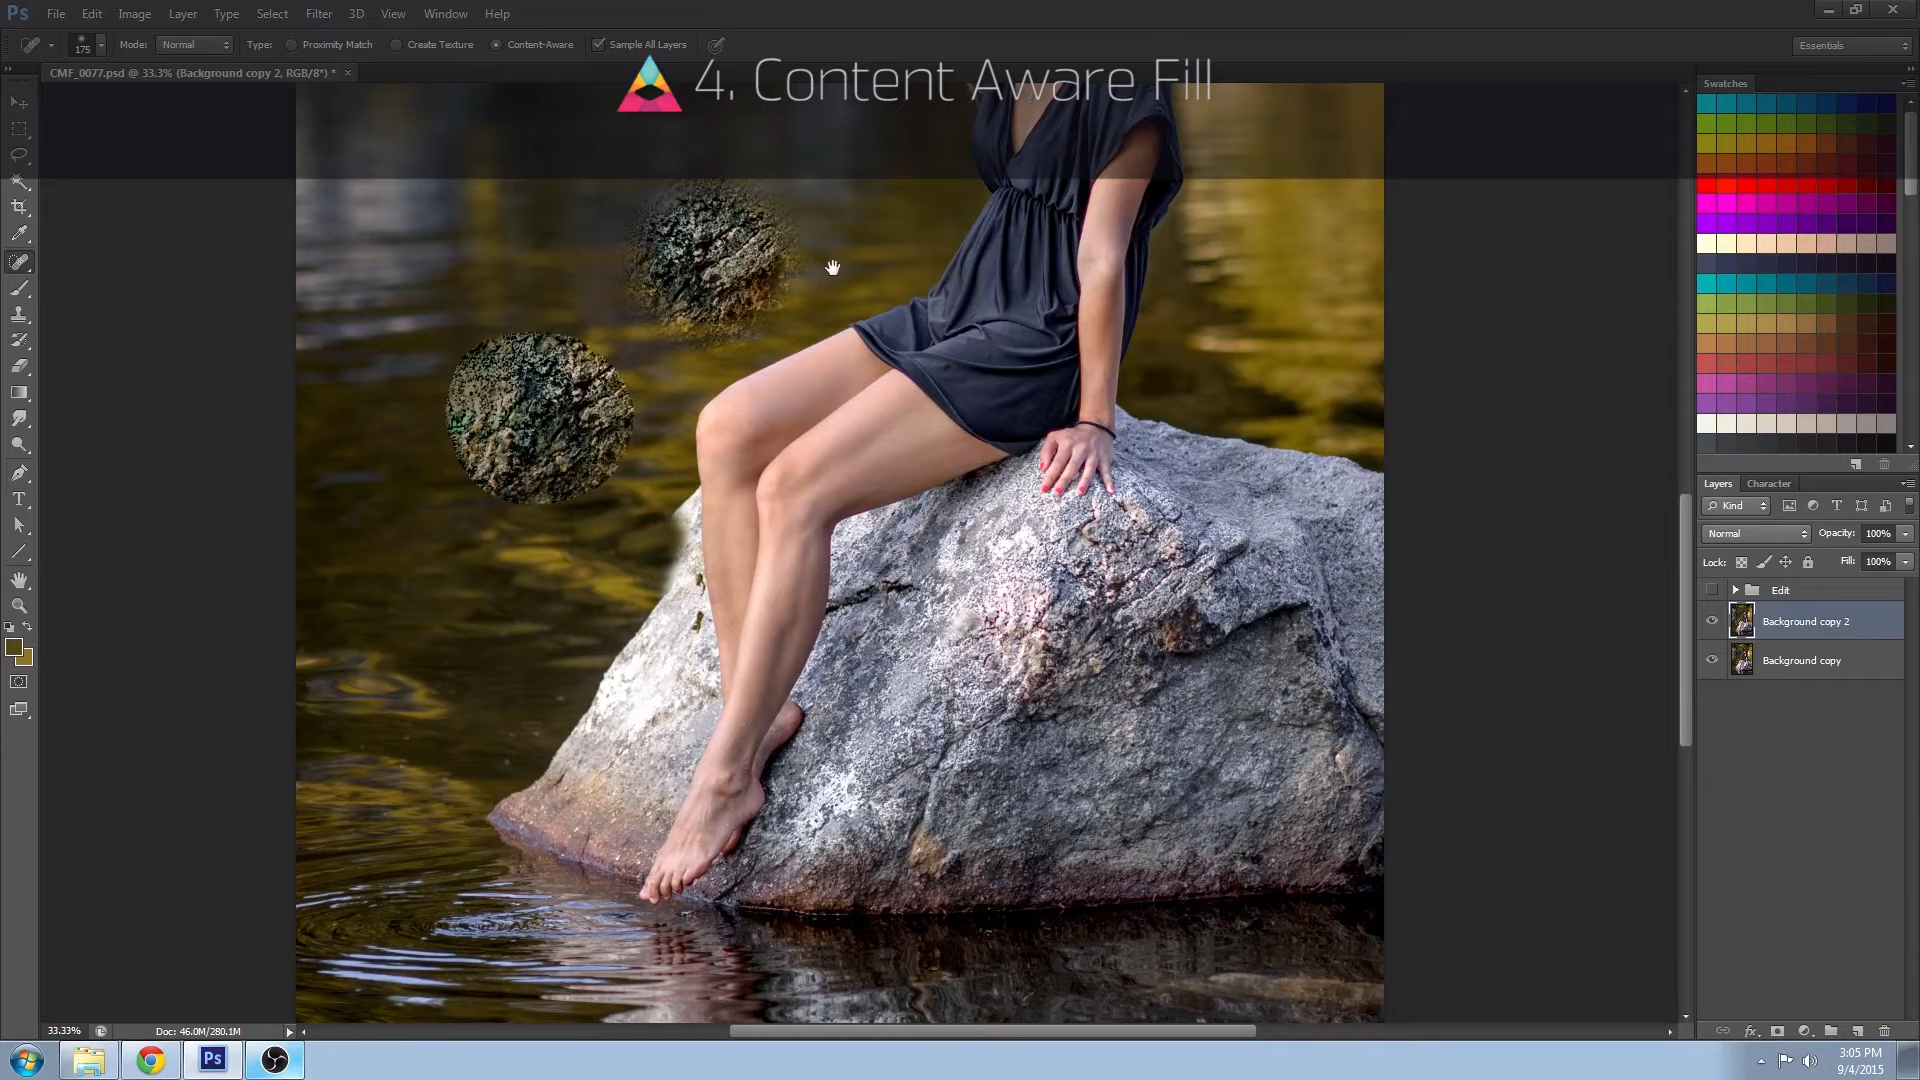 Ps File Edit Image Layer Type Select Filter 3D View Window Help
175 Mode: Normal Type: Proximity Match Create Texture Content-Aware Sample All Layers Essentials
CMF_0077.psd @ 33.3% (Background copy 2, RGB/8*) * ×
4. Content Aware Fill
Swatches
Layers Character
Kind
Normal Opacity: 100%
Lock: Fill: 100%
Edit
Background copy 2
Background copy
33.33% Doc: 46.0M/280.1M
fx
Ps
3:05 PM
9/4/2015